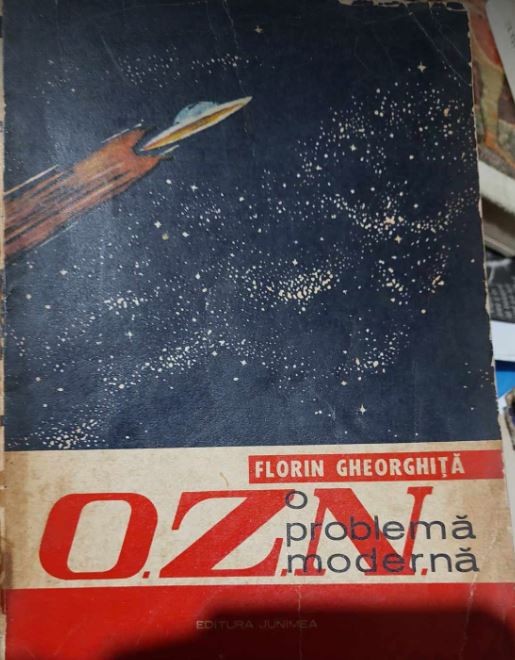 FLORIN GHEORGHIȚĂ
O.Z.N.
o
problemă
modernă
EDITURA JUNIMEA